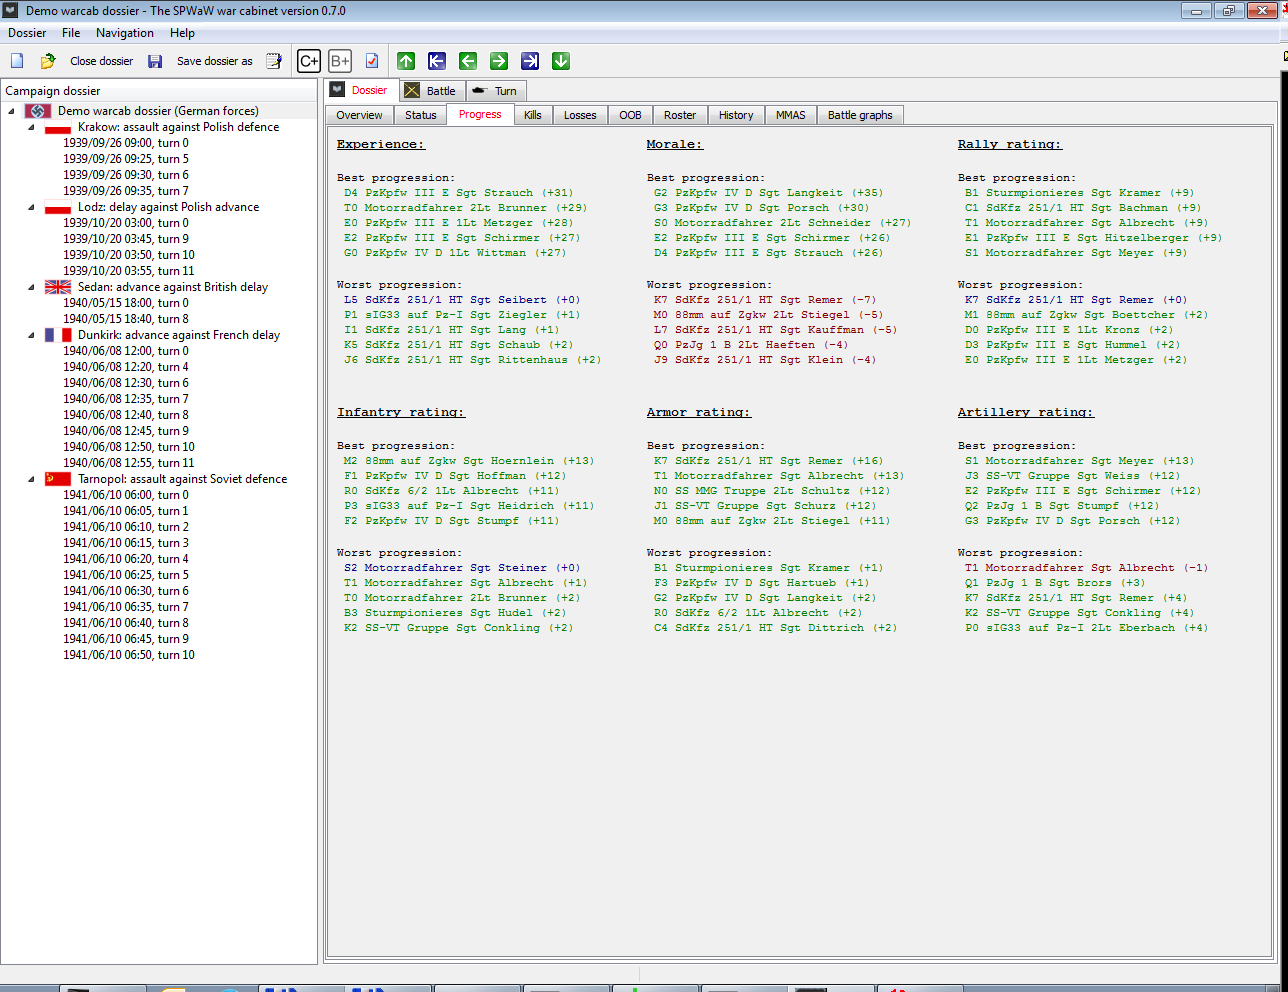 Demo warcab dossier - The SPWaW war cabinet version 0.7.0
Dossier File Navigation Help
Close dossier Save dossier as C+ B+
Campaign dossier
Demo warcab dossier (German forces)
Krakow: assault against Polish defence
1939/09/26 09:00, turn 0
1939/09/26 09:25, turn 5
1939/09/26 09:30, turn 6
1939/09/26 09:35, turn 7
Lodz: delay against Polish advance
1939/10/20 03:00, turn 0
1939/10/20 03:45, turn 9
1939/10/20 03:50, turn 10
1939/10/20 03:55, turn 11
Sedan: advance against British delay
1940/05/15 18:00, turn 0
1940/05/15 18:40, turn 8
Dunkirk: advance against French delay
1940/06/08 12:00, turn 0
1940/06/08 12:20, turn 4
1940/06/08 12:30, turn 6
1940/06/08 12:35, turn 7
1940/06/08 12:40, turn 8
1940/06/08 12:45, turn 9
1940/06/08 12:50, turn 10
1940/06/08 12:55, turn 11
Tarnopol: assault against Soviet defence
1941/06/10 06:00, turn 0
1941/06/10 06:05, turn 1
1941/06/10 06:10, turn 2
1941/06/10 06:15, turn 3
1941/06/10 06:20, turn 4
1941/06/10 06:25, turn 5
1941/06/10 06:30, turn 6
1941/06/10 06:35, turn 7
1941/06/10 06:40, turn 8
1941/06/10 06:45, turn 9
1941/06/10 06:50, turn 10
Dossier Battle Turn
Overview Status Progress Kills Losses OOB Roster History MMAS Battle graphs
Experience:
Best progression:
D4 PzKpfw III E Sgt Strauch (+31)
T0 Motorradfahrer 2Lt Brunner (+29)
E0 PzKpfw III E 1Lt Metzger (+28)
E2 PzKpfw III E Sgt Schirmer (+27)
G0 PzKpfw IV D 1Lt Wittman (+27)
Worst progression:
L5 SdKfz 251/1 HT Sgt Seibert (+0)
P1 sIG33 auf Pz-I Sgt Ziegler (+1)
I1 SdKfz 251/1 HT Sgt Lang (+1)
K5 SdKfz 251/1 HT Sgt Schaub (+2)
J6 SdKfz 251/1 HT Sgt Rittenhaus (+2)
Morale:
Best progression:
G2 PzKpfw IV D Sgt Langkeit (+35)
G3 PzKpfw IV D Sgt Porsch (+30)
S0 Motorradfahrer 2Lt Schneider (+27)
E2 PzKpfw III E Sgt Schirmer (+26)
D4 PzKpfw III E Sgt Strauch (+26)
Worst progression:
K7 SdKfz 251/1 HT Sgt Remer (-7)
M0 88mm auf Zgkw 2Lt Stiegel (-5)
L7 SdKfz 251/1 HT Sgt Kauffman (-5)
Q0 PzJg 1 B 2Lt Haeften (-4)
J9 SdKfz 251/1 HT Sgt Klein (-4)
Rally rating:
Best progression:
B1 Sturmpionieres Sgt Kramer (+9)
C1 SdKfz 251/1 HT Sgt Bachman (+9)
T1 Motorradfahrer Sgt Albrecht (+9)
E1 PzKpfw III E Sgt Hitzelberger (+9)
S1 Motorradfahrer Sgt Meyer (+9)
Worst progression:
K7 SdKfz 251/1 HT Sgt Remer (+0)
M1 88mm auf Zgkw Sgt Boettcher (+2)
D0 PzKpfw III E 1Lt Kronz (+2)
D3 PzKpfw III E Sgt Hummel (+2)
E0 PzKpfw III E 1Lt Metzger (+2)
Infantry rating:
Best progression:
M2 88mm auf Zgkw Sgt Hoernlein (+13)
F1 PzKpfw IV D Sgt Hoffman (+12)
R0 SdKfz 6/2 1Lt Albrecht (+11)
P3 sIG33 auf Pz-I Sgt Heidrich (+11)
F2 PzKpfw IV D Sgt Stumpf (+11)
Worst progression:
S2 Motorradfahrer Sgt Steiner (+0)
T1 Motorradfahrer Sgt Albrecht (+1)
T0 Motorradfahrer 2Lt Brunner (+2)
B3 Sturmpionieres Sgt Hudel (+2)
K2 SS-VT Gruppe Sgt Conkling (+2)
Armor rating:
Best progression:
K7 SdKfz 251/1 HT Sgt Remer (+16)
T1 Motorradfahrer Sgt Albrecht (+13)
N0 SS MMG Truppe 2Lt Schultz (+12)
J1 SS-VT Gruppe Sgt Schurz (+12)
M0 88mm auf Zgkw 2Lt Stiegel (+11)
Worst progression:
B1 Sturmpionieres Sgt Kramer (+1)
F3 PzKpfw IV D Sgt Hartueb (+1)
G2 PzKpfw IV D Sgt Langkeit (+2)
R0 SdKfz 6/2 1Lt Albrecht (+2)
C4 SdKfz 251/1 HT Sgt Dittrich (+2)
Artillery rating:
Best progression:
S1 Motorradfahrer Sgt Meyer (+13)
J3 SS-VT Gruppe Sgt Weiss (+12)
E2 PzKpfw III E Sgt Schirmer (+12)
Q2 PzJg 1 B Sgt Stumpf (+12)
G3 PzKpfw IV D Sgt Porsch (+12)
Worst progression:
T1 Motorradfahrer Sgt Albrecht (-1)
Q1 PzJg 1 B Sgt Brors (+3)
K7 SdKfz 251/1 HT Sgt Remer (+4)
K2 SS-VT Gruppe Sgt Conkling (+4)
P0 sIG33 auf Pz-I 2Lt Eberbach (+4)